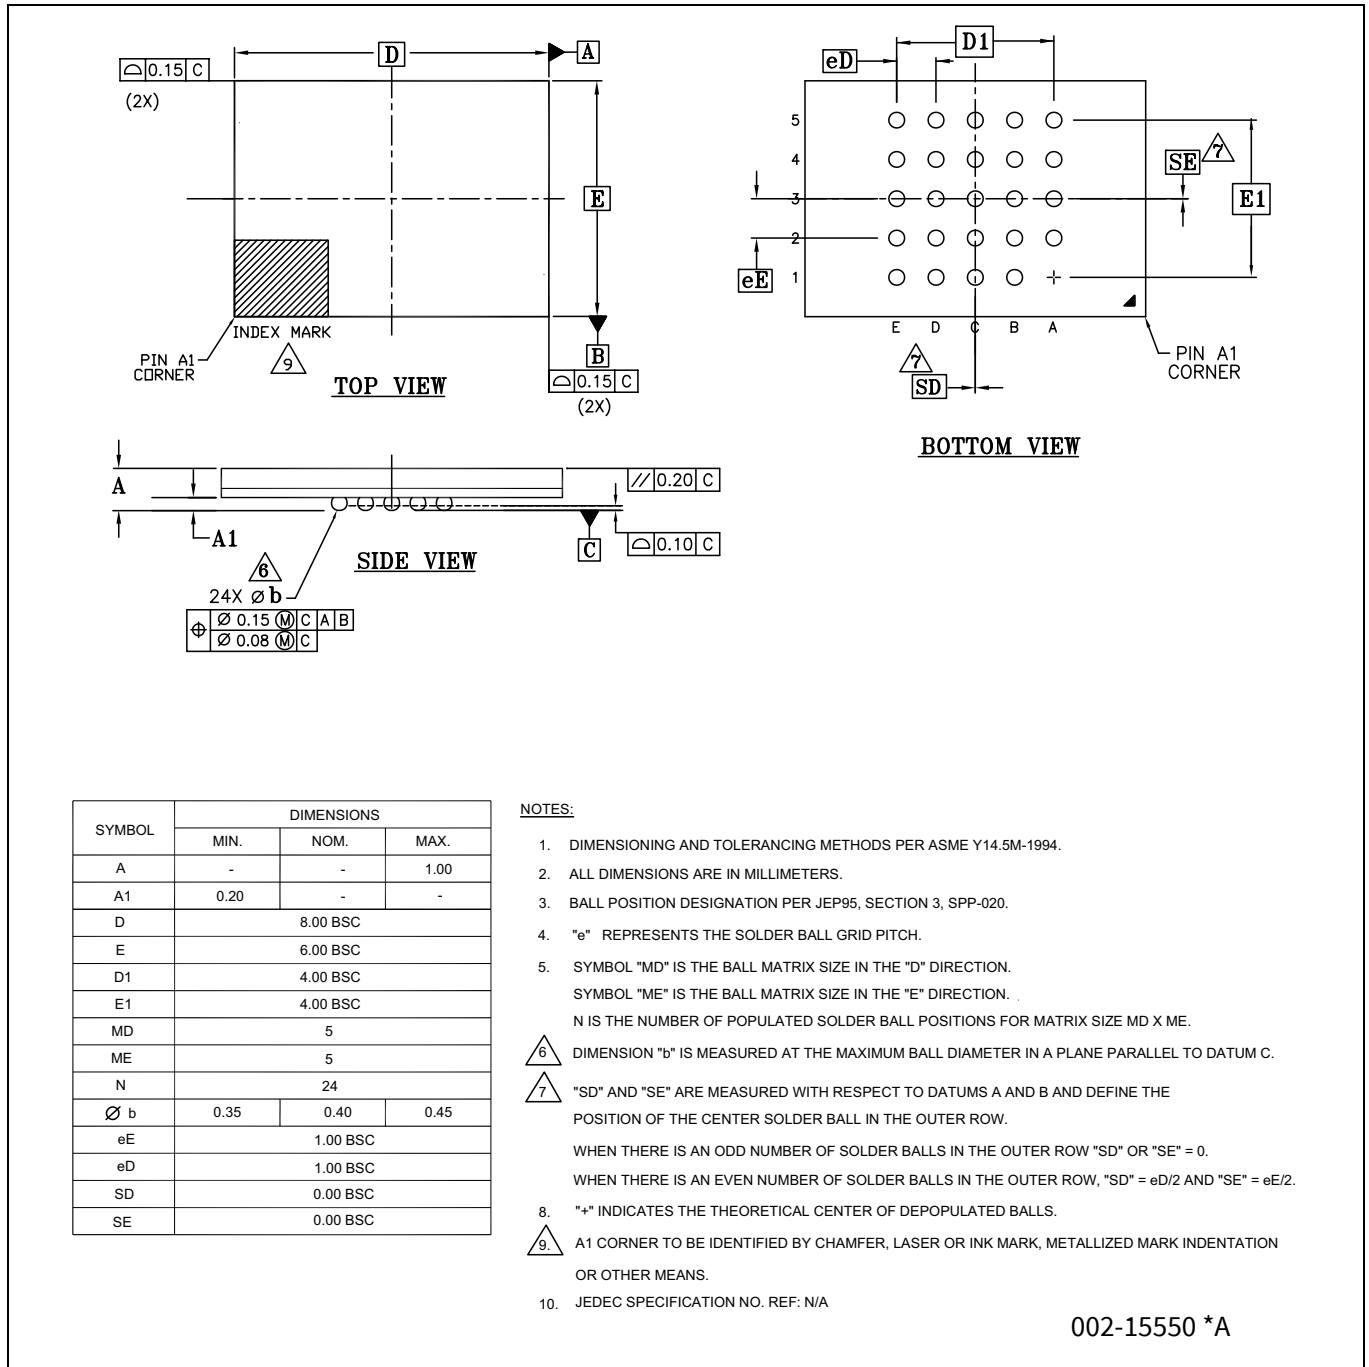 D
A
⌓ 0.15 C
(2X)
E
INDEX MARK
9
PIN A1
CORNER
B
TOP VIEW
⌓ 0.15 C
(2X)
D1
eD
5
4
3
2
1
SE
7
E1
eE
E D C B A
7
SD
PIN A1
CORNER
BOTTOM VIEW
A
A1
// 0.20 C
C
⌓ 0.10 C
SIDE VIEW
6
24X ⌀ b
⌖ ⌀ 0.15 Ⓜ C A B
⌀ 0.08 Ⓜ C
SYMBOL DIMENSIONS
MIN. NOM. MAX.
A - - 1.00
A1 0.20 - -
D 8.00 BSC
E 6.00 BSC
D1 4.00 BSC
E1 4.00 BSC
MD 5
ME 5
N 24
Ø b 0.35 0.40 0.45
eE 1.00 BSC
eD 1.00 BSC
SD 0.00 BSC
SE 0.00 BSC
NOTES:
1. DIMENSIONING AND TOLERANCING METHODS PER ASME Y14.5M-1994.
2. ALL DIMENSIONS ARE IN MILLIMETERS.
3. BALL POSITION DESIGNATION PER JEP95, SECTION 3, SPP-020.
4. "e" REPRESENTS THE SOLDER BALL GRID PITCH.
5. SYMBOL "MD" IS THE BALL MATRIX SIZE IN THE "D" DIRECTION.
SYMBOL "ME" IS THE BALL MATRIX SIZE IN THE "E" DIRECTION.
N IS THE NUMBER OF POPULATED SOLDER BALL POSITIONS FOR MATRIX SIZE MD X ME.
6 DIMENSION "b" IS MEASURED AT THE MAXIMUM BALL DIAMETER IN A PLANE PARALLEL TO DATUM C.
7 "SD" AND "SE" ARE MEASURED WITH RESPECT TO DATUMS A AND B AND DEFINE THE
POSITION OF THE CENTER SOLDER BALL IN THE OUTER ROW.
WHEN THERE IS AN ODD NUMBER OF SOLDER BALLS IN THE OUTER ROW "SD" OR "SE" = 0.
WHEN THERE IS AN EVEN NUMBER OF SOLDER BALLS IN THE OUTER ROW, "SD" = eD/2 AND "SE" = eE/2.
8. "+" INDICATES THE THEORETICAL CENTER OF DEPOPULATED BALLS.
9. A1 CORNER TO BE IDENTIFIED BY CHAMFER, LASER OR INK MARK, METALLIZED MARK INDENTATION
OR OTHER MEANS.
10. JEDEC SPECIFICATION NO. REF: N/A
002-15550 *A